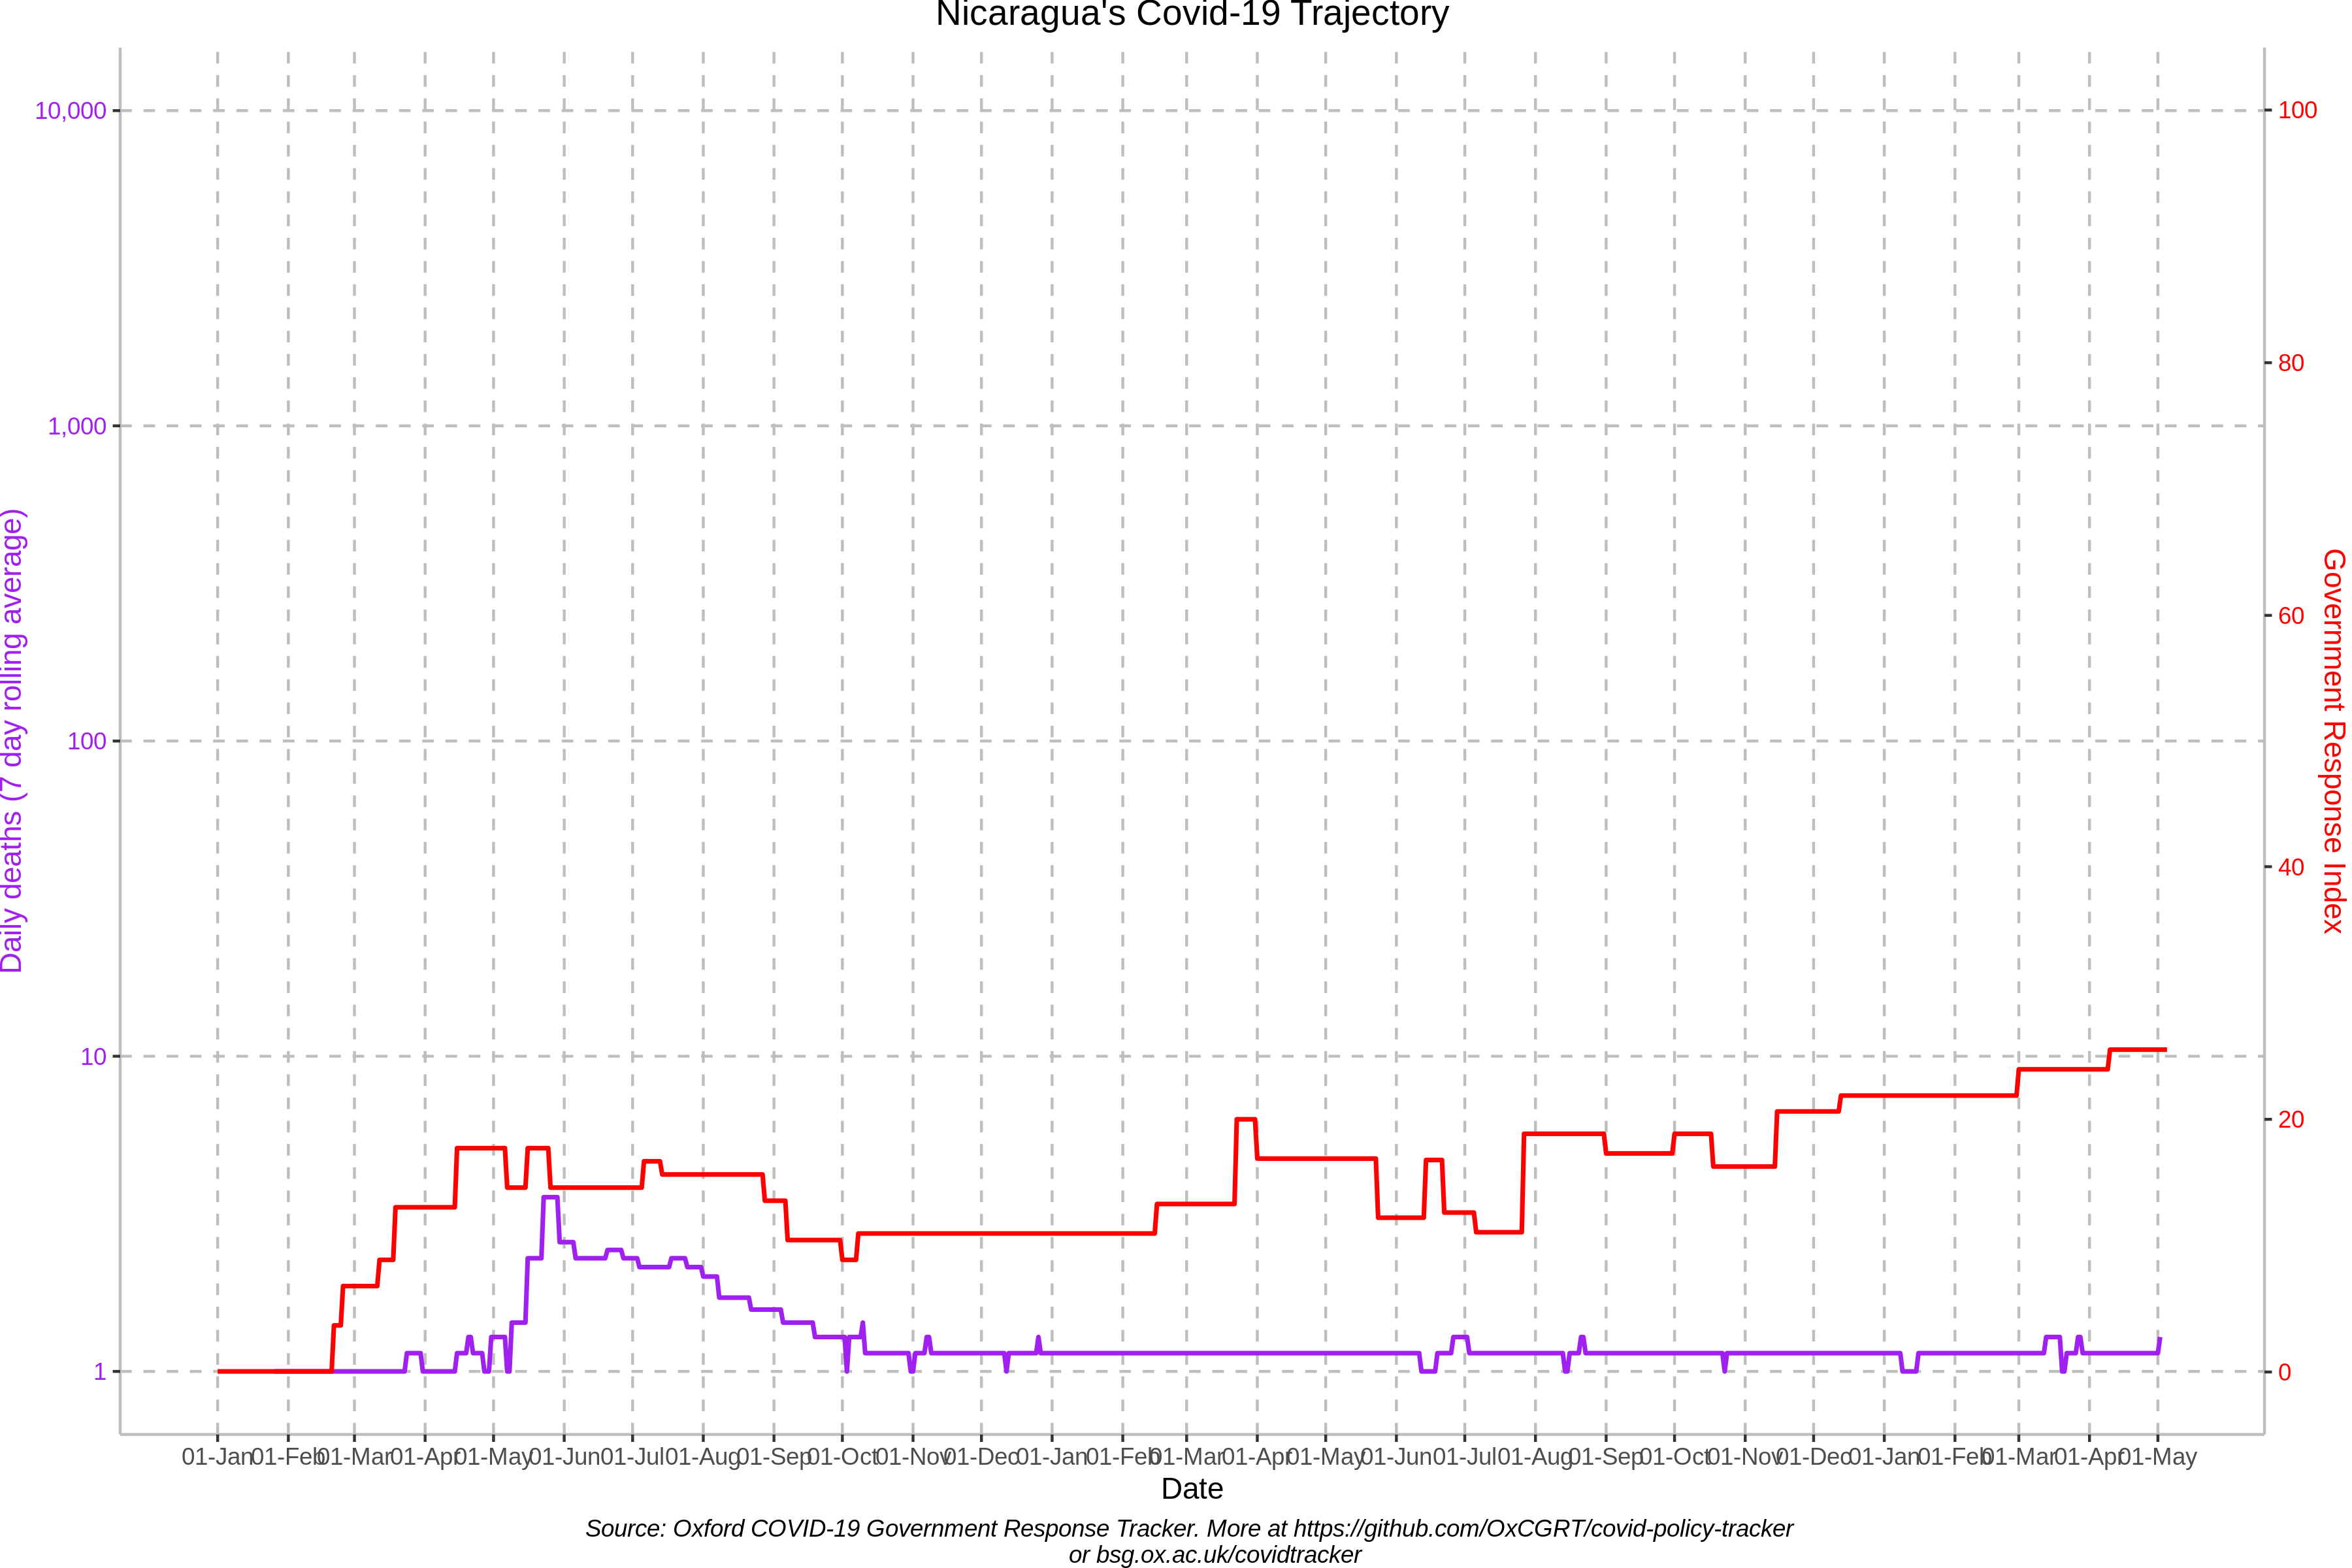 Nicaragua's Covid-19 Trajectory
10,000
1,000
100
10
1
Daily deaths (7 day rolling average)
100
80
60
40
20
0
Government Response Index
01-Jan 01-Feb 01-Mar 01-Apr 01-May 01-Jun 01-Jul 01-Aug 01-Sep 01-Oct 01-Nov 01-Dec 01-Jan 01-Feb 01-Mar 01-Apr 01-May 01-Jun 01-Jul 01-Aug 01-Sep 01-Oct 01-Nov 01-Dec 01-Jan 01-Feb 01-Mar 01-Apr 01-May
Date
Source: Oxford COVID-19 Government Response Tracker. More at https://github.com/OxCGRT/covid-policy-tracker
or bsg.ox.ac.uk/covidtracker